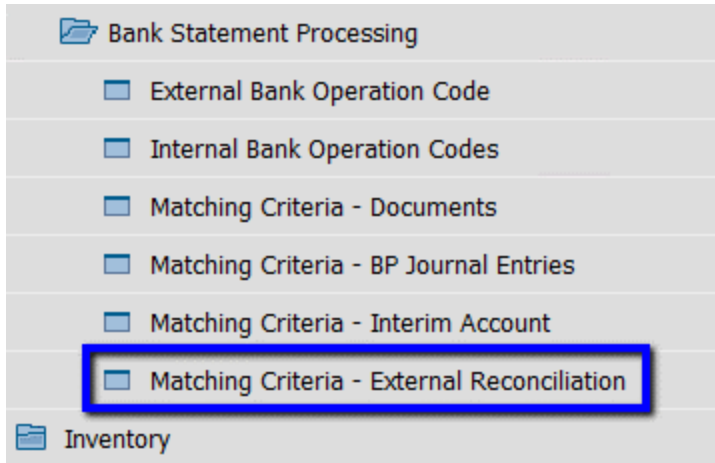 Bank Statement Processing
External Bank Operation Code
Internal Bank Operation Codes
Matching Criteria - Documents
Matching Criteria - BP Journal Entries
Matching Criteria - Interim Account
Matching Criteria - External Reconciliation
Inventory